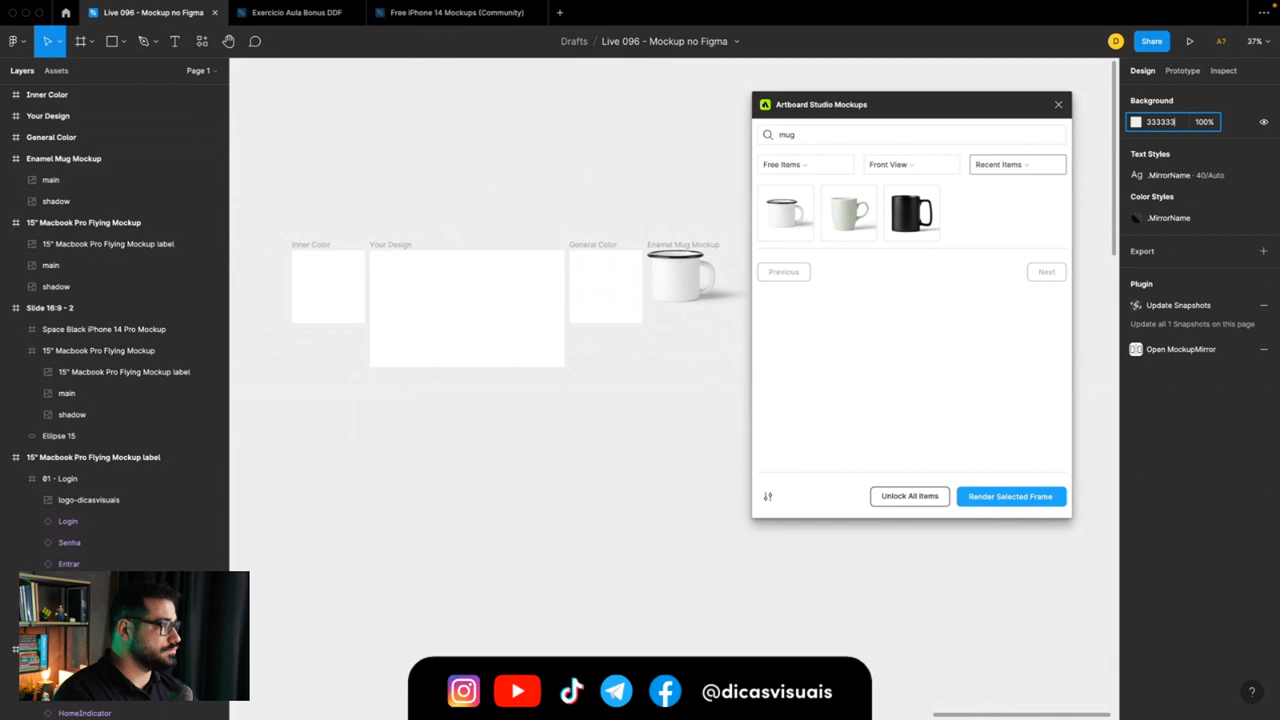 Live 096 - Mockup no Figma
Exercício Aula Bonus DDF
Free iPhone 14 Mockups (Community)
Drafts / Live 096 - Mockup no Figma
D
Share
A?
37%
Layers
Assets
Page 1
Inner Color
Your Design
General Color
Enamel Mug Mockup
main
shadow
15" Macbook Pro Flying Mockup
15" Macbook Pro Flying Mockup label
main
shadow
Slide 16:9 - 2
Space Black iPhone 14 Pro Mockup
15" Macbook Pro Flying Mockup
15" Macbook Pro Flying Mockup label
main
shadow
Ellipse 15
15" Macbook Pro Flying Mockup label
01 - Login
logo-dicasvisuais
Login
Senha
Entrar
HomeIndicator
Inner Color
Your Design
General Color
Enamel Mug Mockup
Artboard Studio Mockups
mug
Free Items
Front View
Recent Items
Previous
Next
Unlock All Items
Render Selected Frame
Design
Prototype
Inspect
Background
333333
100%
Text Styles
Ag .MirrorName · 40/Auto
Color Styles
.MirrorName
Export
Plugin
Update Snapshots
Update all 1 Snapshots on this page
Open MockupMirror
@dicasvisuais
?